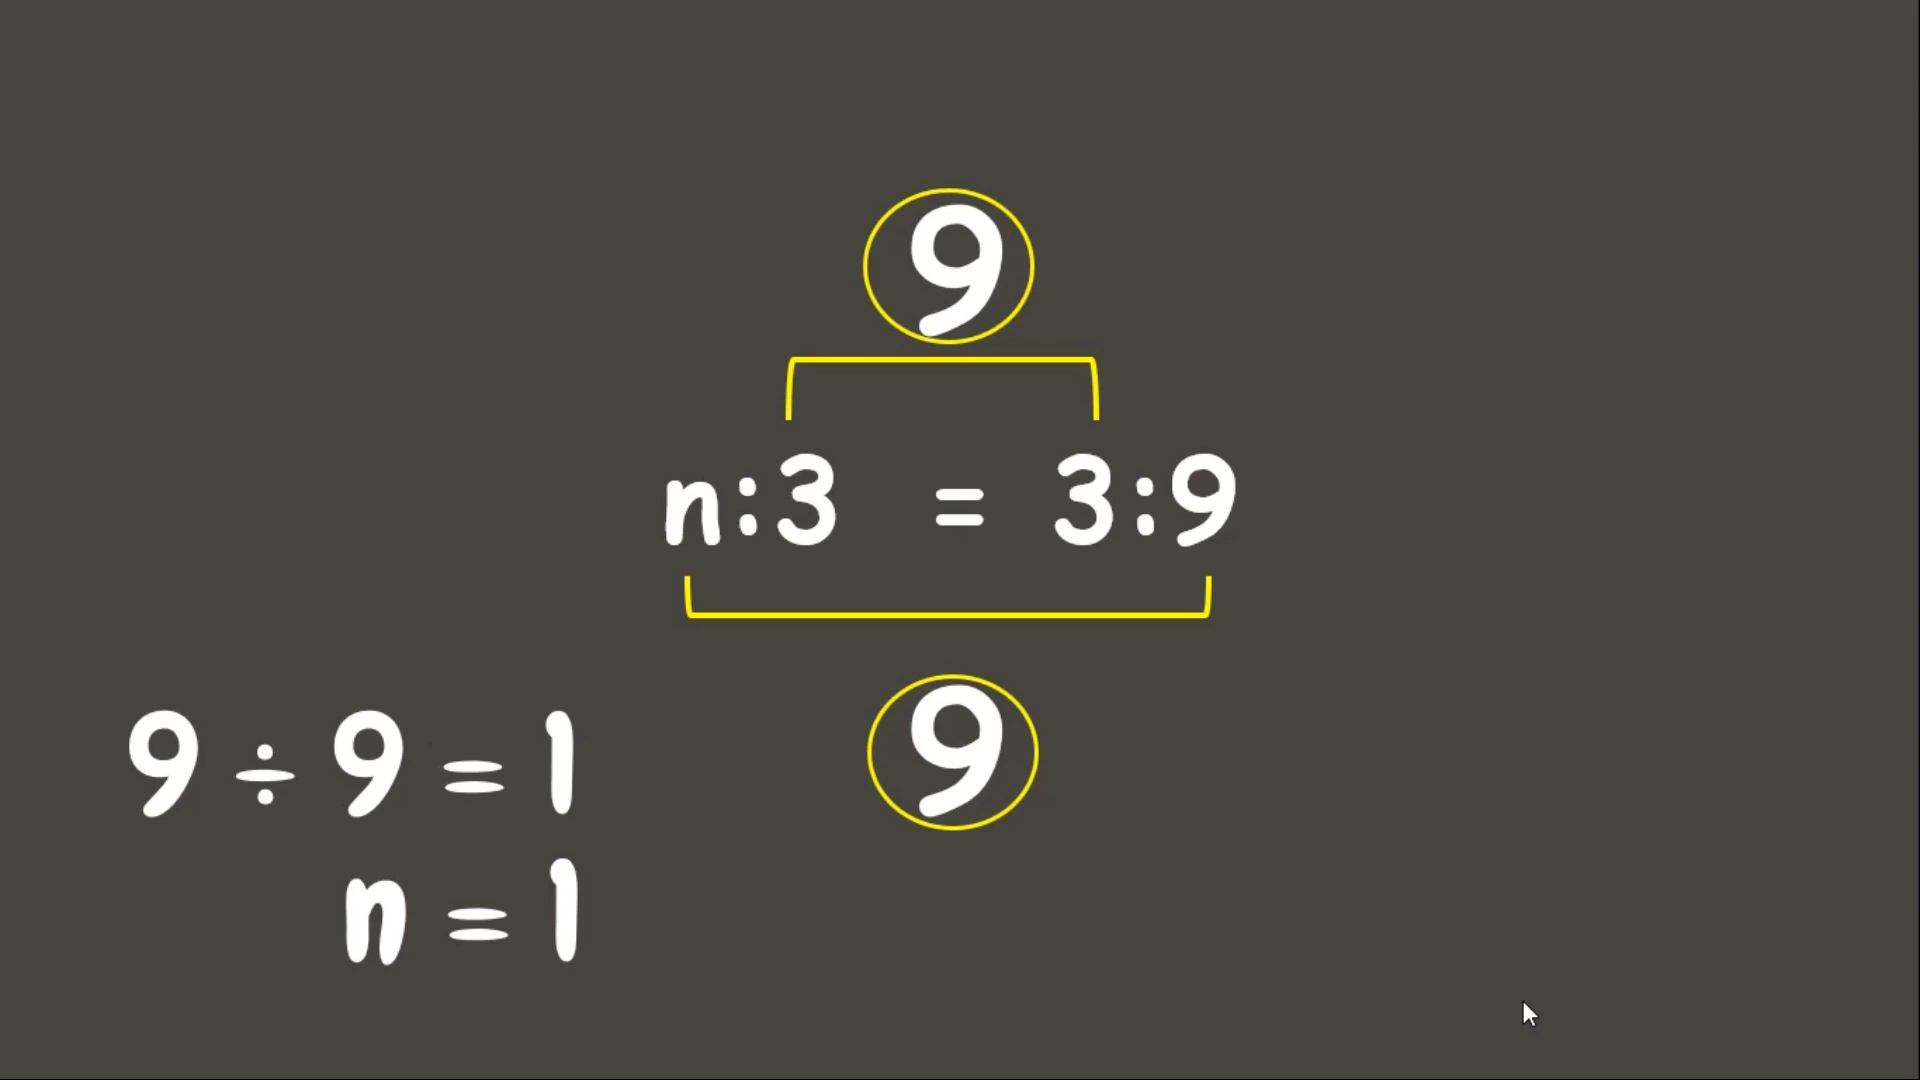 9
n:3 = 3:9
9
9 ÷ 9 = 1
n = 1